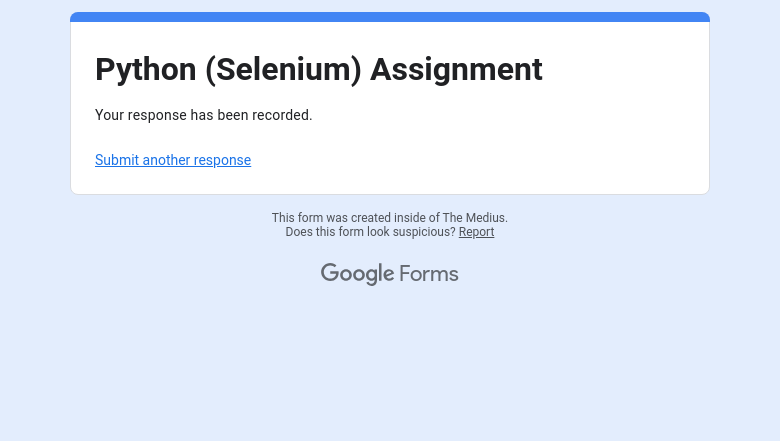 Python (Selenium) Assignment
Your response has been recorded.
Submit another response
This form was created inside of The Medius.
Does this form look suspicious? Report
Google Forms